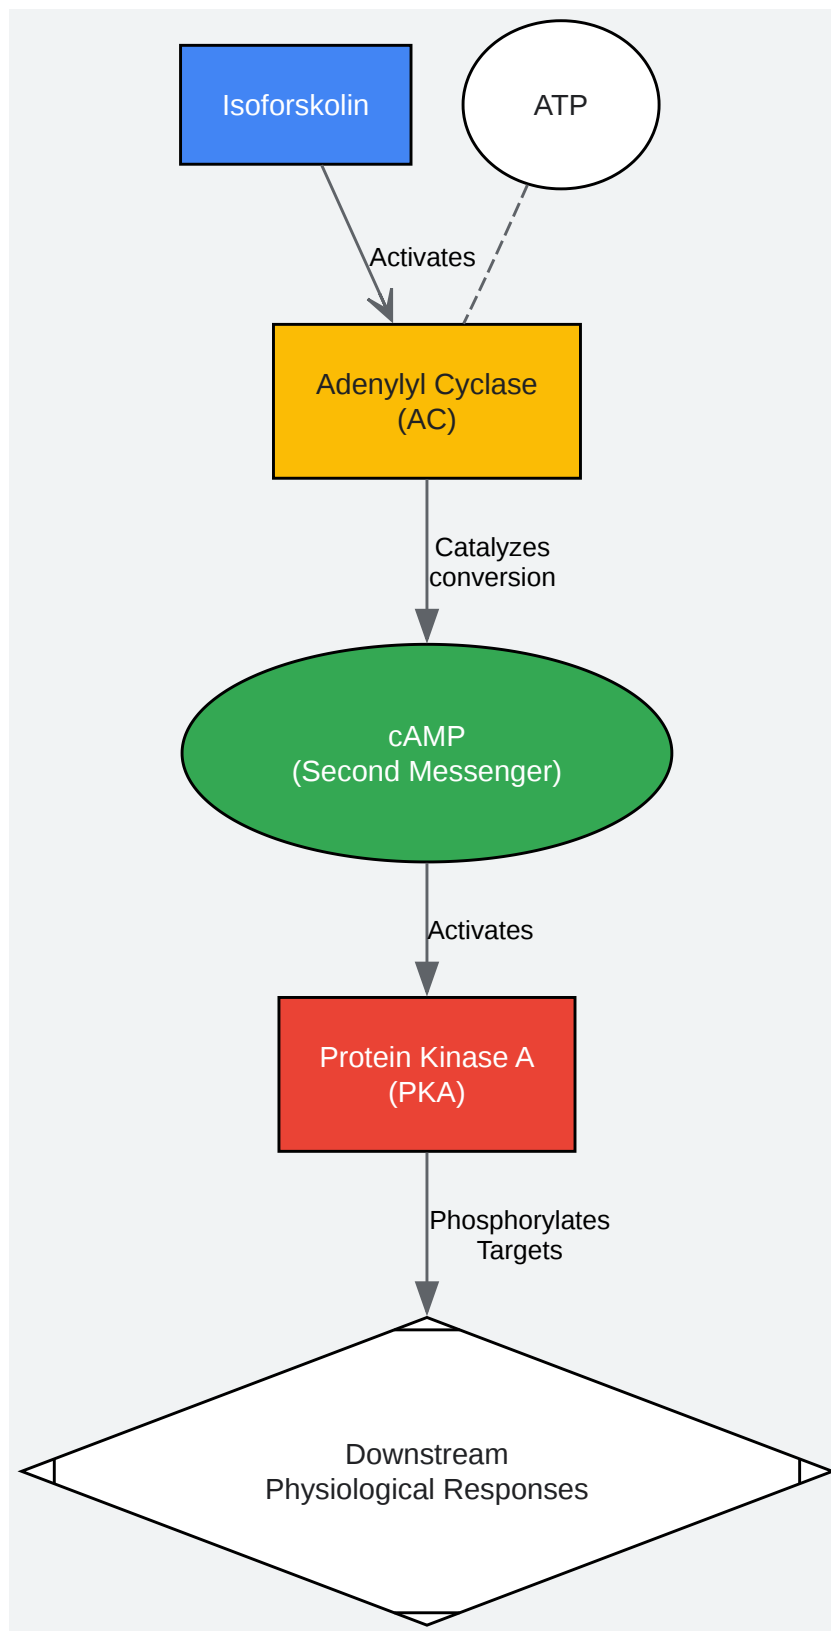 Isoforskolin
ATP
Activates
Adenylyl Cyclase
(AC)
Catalyzes
conversion
cAMP
(Second Messenger)
Activates
Protein Kinase A
(PKA)
Phosphorylates
Targets
Downstream
Physiological Responses